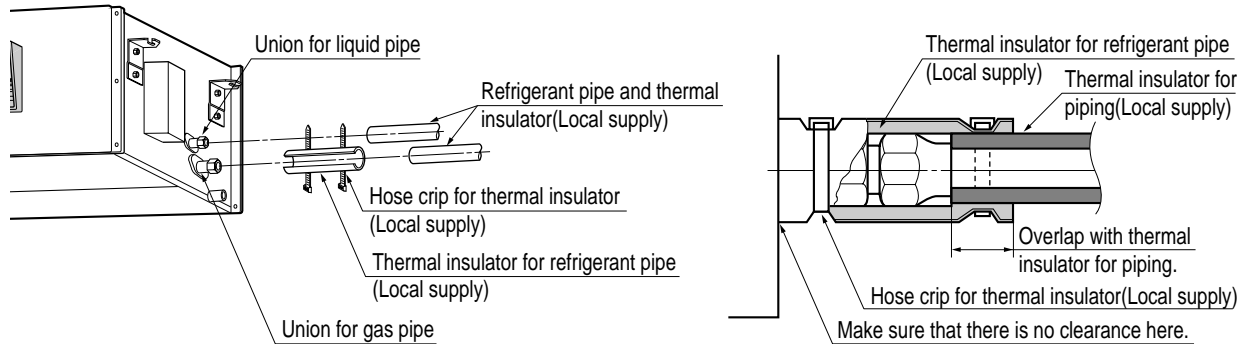 Union for liquid pipe
Refrigerant pipe and thermal
insulator(Local supply)
Hose crip for thermal insulator
(Local supply)
Thermal insulator for refrigerant pipe
(Local supply)
Union for gas pipe
Thermal insulator for refrigerant pipe
(Local supply)
Thermal insulator for
piping(Local supply)
Overlap with thermal
insulator for piping.
Hose crip for thermal insulator(Local supply)
Make sure that there is no clearance here.